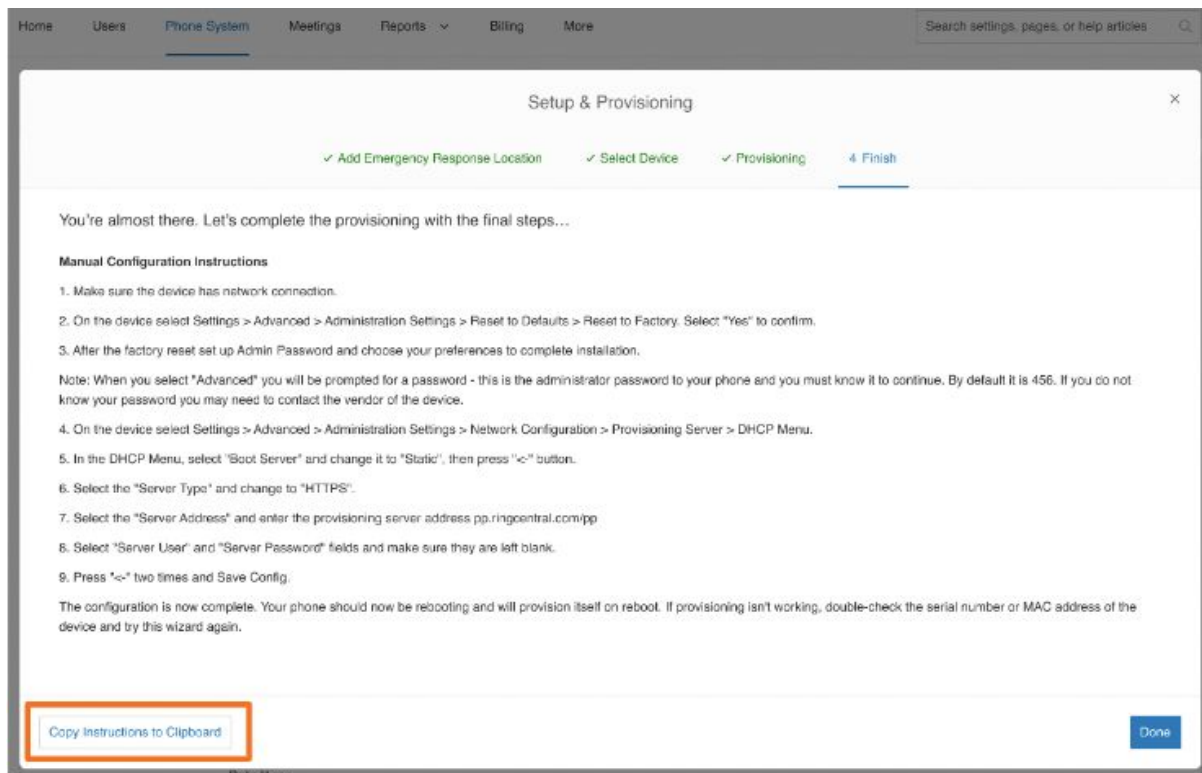 Home Users Phone System Meetings Reports Billing More Search settings, pages, or help articles
Setup & Provisioning
Add Emergency Response Location Select Device Provisioning 4 Finish
You're almost there. Let's complete the provisioning with the final steps...
Manual Configuration Instructions
1. Make sure the device has network connection.
2. On the device select Settings > Advanced > Administration Settings > Reset to Defaults > Reset to Factory. Select "Yes" to confirm.
3. After the factory reset set up Admin Password and choose your preferences to complete installation.
Note: When you select "Advanced" you will be prompted for a password - this is the administrator password to your phone and you must know it to continue. By default it is 456. If you do not
know your password you may need to contact the vendor of the device.
4. On the device select Settings > Advanced > Administration Settings > Network Configuration > Provisioning Server > DHCP Menu.
5. In the DHCP Menu, select "Boot Server" and change it to "Static", then press "<-" button.
6. Select the "Server Type" and change to "HTTPS".
7. Select the "Server Address" and enter the provisioning server address pp.ringcentral.com/pp
8. Select "Server User" and "Server Password" fields and make sure they are left blank.
9. Press "<-" two times and Save Config.
The configuration is now complete. Your phone should now be rebooting and will provision itself on reboot. If provisioning isn't working, double-check the serial number or MAC address of the
device and try this wizard again.
Copy Instructions to Clipboard Done